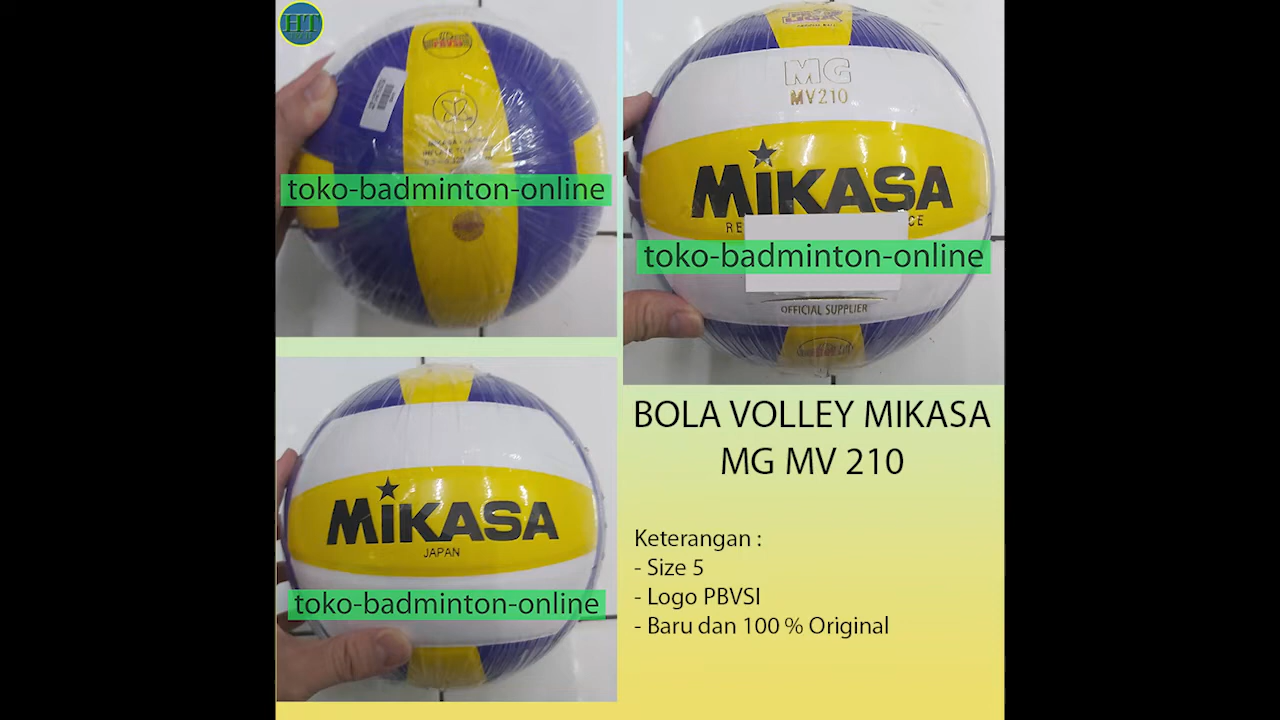 HT
toko-badminton-online
MG
MV210
MIKASA
toko-badminton-online
OFFICIAL SUPPLIER
MIKASA
JAPAN
toko-badminton-online
BOLA VOLLEY MIKASA
MG MV 210
Keterangan :
- Size 5
- Logo PBVSI
- Baru dan 100 % Original